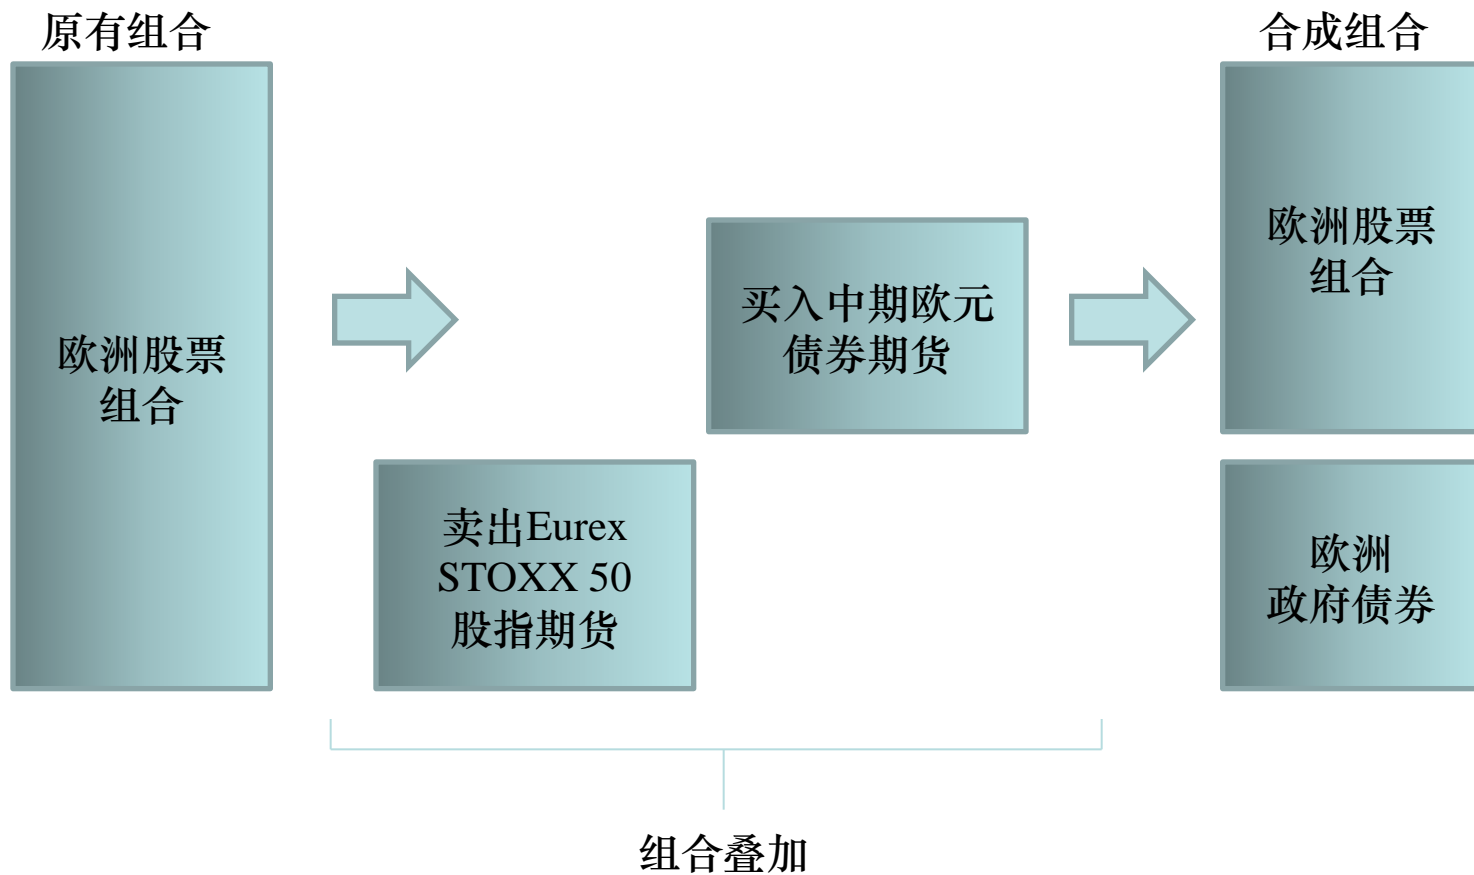 原有组合
合成组合
欧洲股票
组合
买入中期欧元
债券期货
卖出Eurex
STOXX 50
股指期货
欧洲股票
组合
欧洲
政府债券
组合叠加